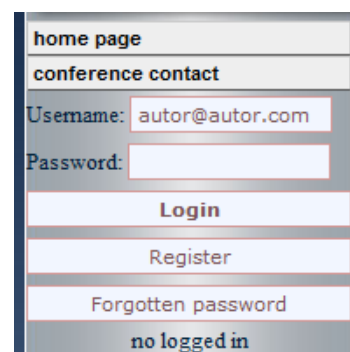 home page
conference contact
Username: autor@autor.com
Password:
Login
Register
Forgotten password
no logged in